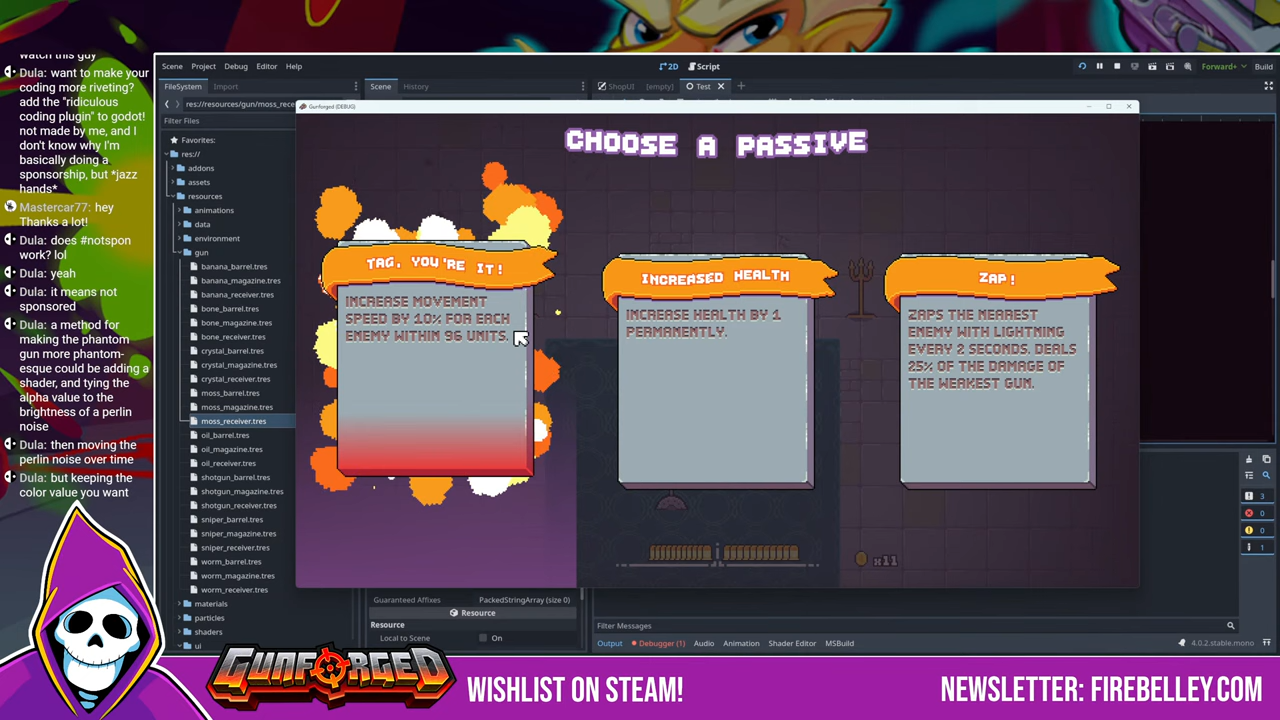 watch this guy
Dula: want to make your
coding more riveting?
add the "ridiculous
coding plugin" to godot!
not made by me, and I
don't know why I'm
basically doing a
sponsorship, but *jazz
hands*
Mastercar77: hey
Thanks a lot!
Dula: does #notspon
work? lol
Dula: yeah
Dula: it means not
sponsored
Dula: a method for
making the phantom
gun more phantom-
esque could be adding a
shader, and tying the
alpha value to the
brightness of a perlin
noise
Dula: then moving the
perlin noise over time
Dula: but keeping the
color value you want
Scene Project Debug Editor Help
2D Script
Forward+ Build
FileSystem Import
Scene History
ShopUI [empty] Test
res://resources/gun/moss_rece
Filter Files
Favorites:
res://
addons
assets
resources
animations
data
environment
gun
banana_barrel.tres
banana_magazine.tres
banana_receiver.tres
bone_barrel.tres
bone_magazine.tres
bone_receiver.tres
crystal_barrel.tres
crystal_magazine.tres
crystal_receiver.tres
moss_barrel.tres
moss_magazine.tres
moss_receiver.tres
oil_barrel.tres
oil_magazine.tres
oil_receiver.tres
shotgun_barrel.tres
shotgun_magazine.tres
shotgun_receiver.tres
sniper_barrel.tres
sniper_magazine.tres
sniper_receiver.tres
worm_barrel.tres
worm_magazine.tres
worm_receiver.tres
materials
particles
shaders
ui
Gunforged (DEBUG)
CHOOSE A PASSIVE
TAG, YOU'RE IT!
INCREASE MOVEMENT
SPEED BY 10% FOR EACH
ENEMY WITHIN 96 UNITS.
INCREASED HEALTH
INCREASE HEALTH BY 1
PERMANENTLY.
ZAP!
ZAPS THE NEAREST
ENEMY WITH LIGHTNING
EVERY 2 SECONDS. DEALS
25% OF THE DAMAGE OF
THE WEAKEST GUN.
x11
3
0
0
1
Guaranteed Affixes PackedStringArray (size 0)
Resource
Resource
Local to Scene On
Filter Messages
Output Debugger (1) Audio Animation Shader Editor MSBuild
4.0.2.stable.mono
GUNFORGED
WISHLIST ON STEAM!
NEWSLETTER: FIREBELLEY.COM